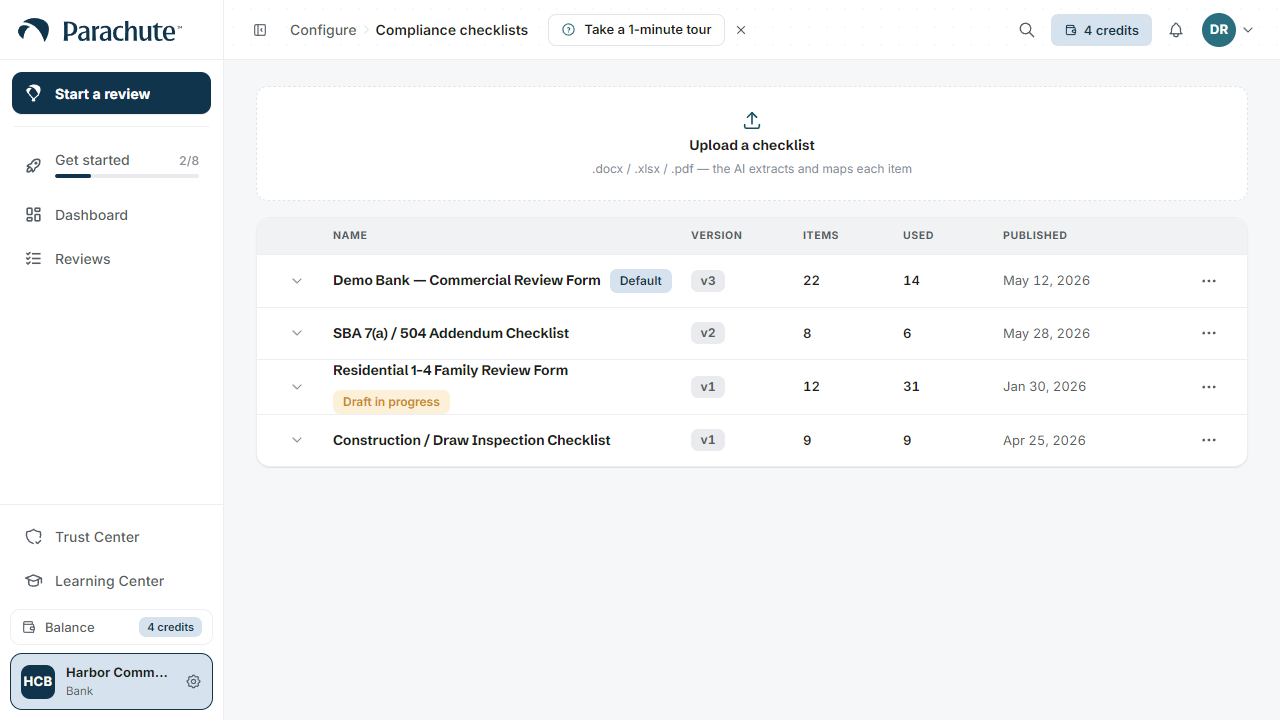 Parachute™
Configure > Compliance checklists
Take a 1-minute tour
4 credits
DR
Start a review
Get started 2/8
Dashboard
Reviews
Upload a checklist
.docx / .xlsx / .pdf — the AI extracts and maps each item
NAME VERSION ITEMS USED PUBLISHED
Demo Bank — Commercial Review Form Default v3 22 14 May 12, 2026
SBA 7(a) / 504 Addendum Checklist v2 8 6 May 28, 2026
Residential 1-4 Family Review Form
Draft in progress
v1 12 31 Jan 30, 2026
Construction / Draw Inspection Checklist v1 9 9 Apr 25, 2026
Trust Center
Learning Center
Balance 4 credits
HCB
Harbor Comm...
Bank